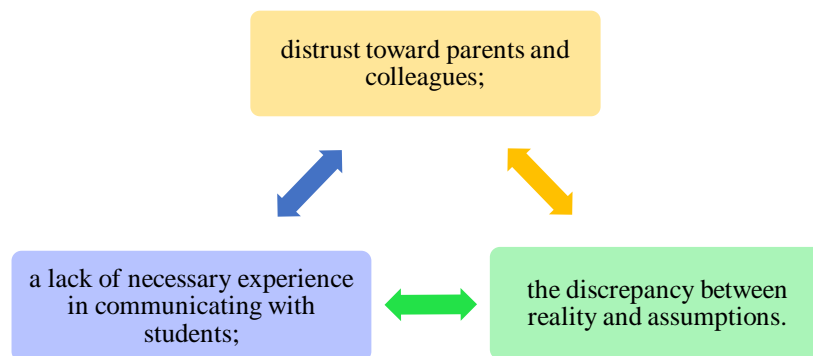 distrust toward parents and
colleagues;
a lack of necessary experience
in communicating with
students;
the discrepancy between
reality and assumptions.